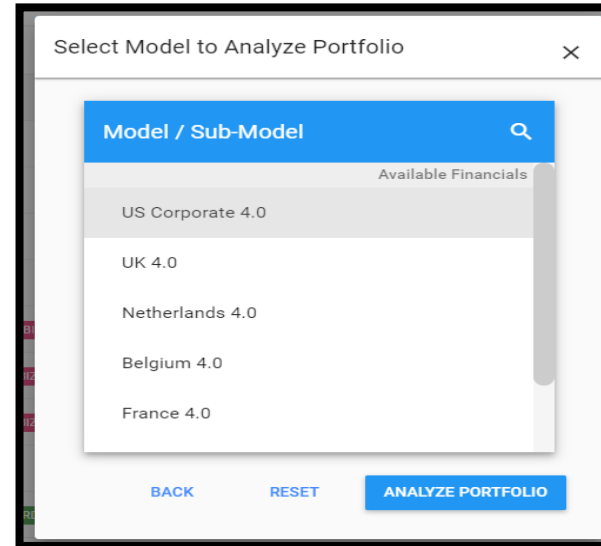 Select Model to Analyze Portfolio
Model / Sub-Model
Available Financials
US Corporate 4.0
UK 4.0
Netherlands 4.0
Belgium 4.0
France 4.0
BACK RESET ANALYZE PORTFOLIO